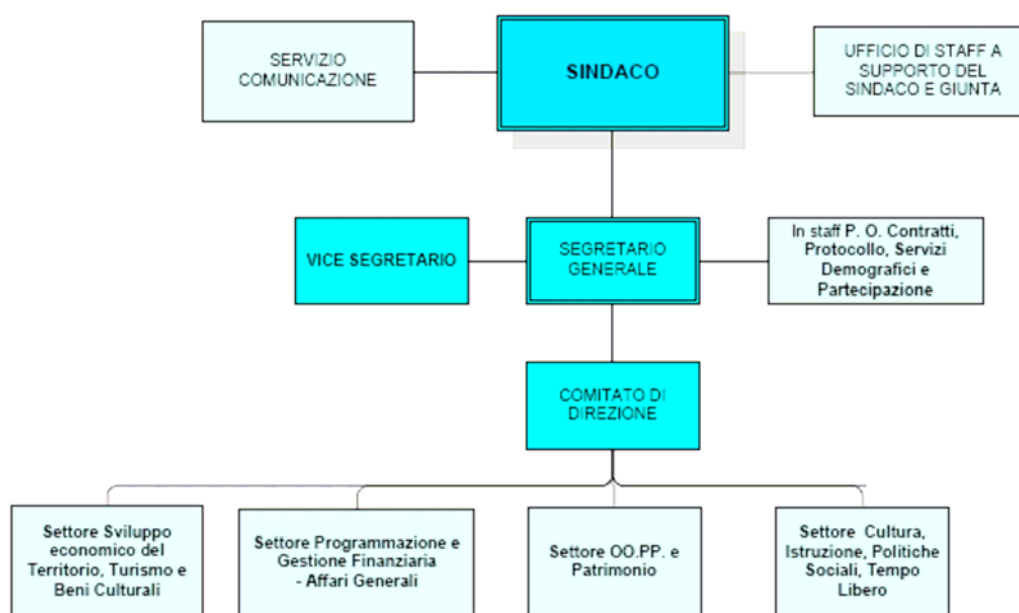 SERVIZIO
COMUNICAZIONE
SINDACO
UFFICIO DI STAFF A
SUPPORTO DEL
SINDACO E GIUNTA
VICE SEGRETARIO
SEGRETARIO
GENERALE
In staff P. O. Contratti,
Protocollo, Servizi
Demografici e
Partecipazione
COMITATO DI
DIREZIONE
Settore Sviluppo
economico del
Territorio, Turismo e
Beni Culturali
Settore Programmazione e
Gestione Finanziaria
- Affari Generali
Settore OO.PP. e
Patrimonio
Settore Cultura,
Istruzione, Politiche
Sociali, Tempo
Libero